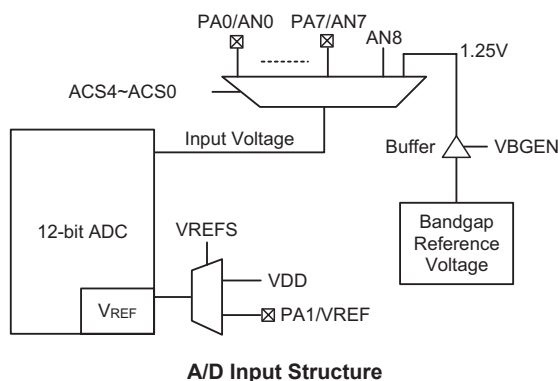 PA0/AN0
PA7/AN7
AN8
1.25V
ACS4~ACS0
Input Voltage
Buffer
VBGEN
12-bit ADC
VREFS
Bandgap
Reference
Voltage
VDD
VREF
PA1/VREF
A/D Input Structure